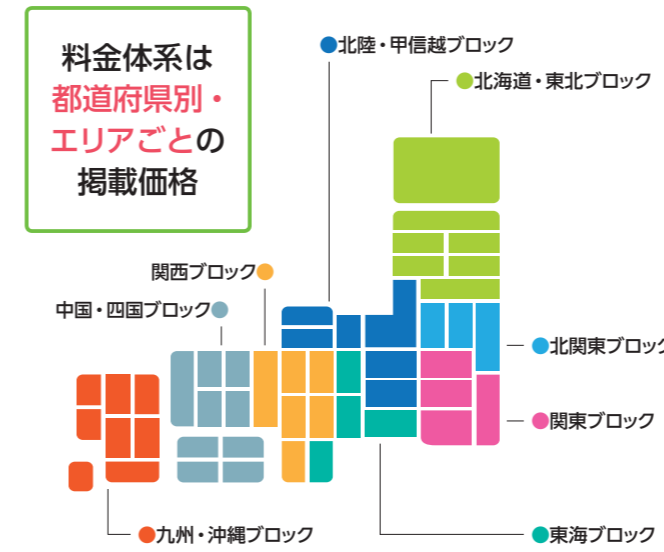 料金体系は
都道府県別・
エリアごとの
掲載価格
北陸・甲信越ブロック
北海道・東北ブロック
関西ブロック
中国・四国ブロック
北関東ブロック
関東ブロック
九州・沖縄ブロック
東海ブロック